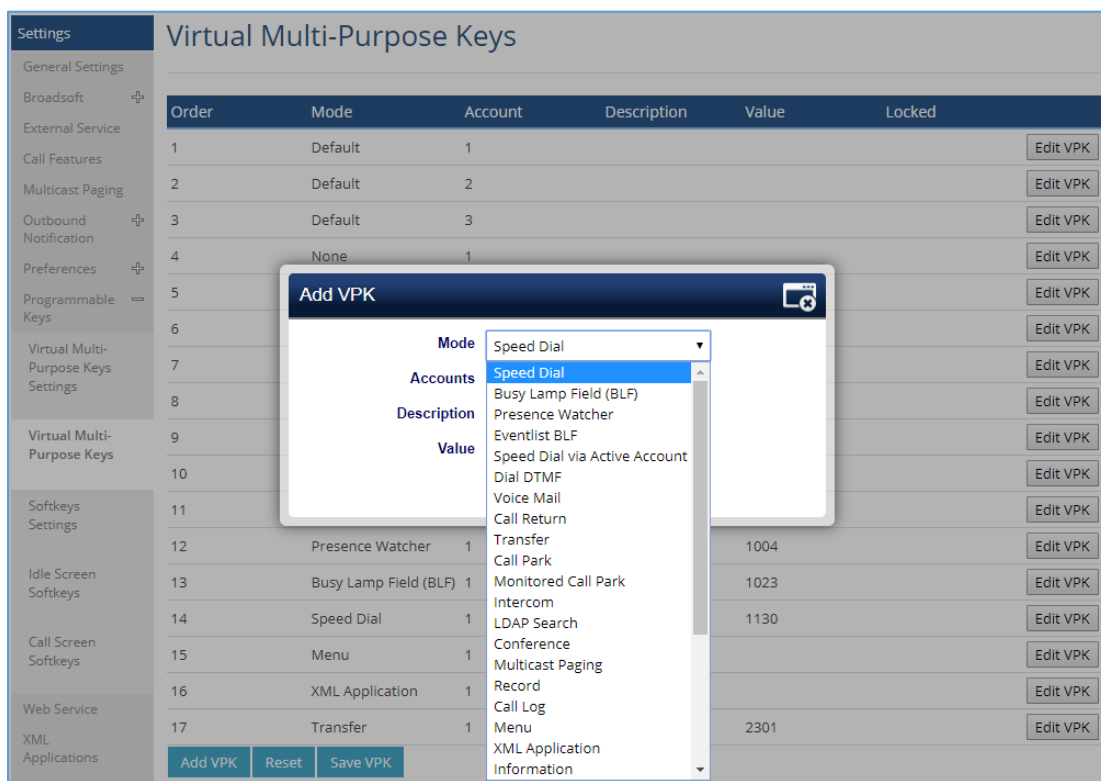 Settings
General Settings
Broadsoft
External Service
Call Features
Multicast Paging
Outbound
Notification
Preferences
Programmable
Keys
Virtual Multi-
Purpose Keys
Settings
Virtual Multi-
Purpose Keys
Softkeys
Settings
Idle Screen
Softkeys
Call Screen
Softkeys
Web Service
XML
Applications
Virtual Multi-Purpose Keys
Order Mode Account Description Value Locked
1 Default 1 Edit VPK
2 Default 2 Edit VPK
3 Default 3 Edit VPK
4 None 1 Edit VPK
5 Edit VPK
6 Edit VPK
7 Edit VPK
8 Edit VPK
9 Edit VPK
10 Edit VPK
11 Edit VPK
12 Presence Watcher 1 1004 Edit VPK
13 Busy Lamp Field (BLF) 1 1023 Edit VPK
14 Speed Dial 1 1130 Edit VPK
15 Menu 1 Edit VPK
16 XML Application 1 Edit VPK
17 Transfer 1 2301 Edit VPK
Add VPK Reset Save VPK
Add VPK
Mode Speed Dial
Accounts
Description
Value
Speed Dial
Busy Lamp Field (BLF)
Presence Watcher
Eventlist BLF
Speed Dial via Active Account
Dial DTMF
Voice Mail
Call Return
Transfer
Call Park
Monitored Call Park
Intercom
LDAP Search
Conference
Multicast Paging
Record
Call Log
Menu
XML Application
Information